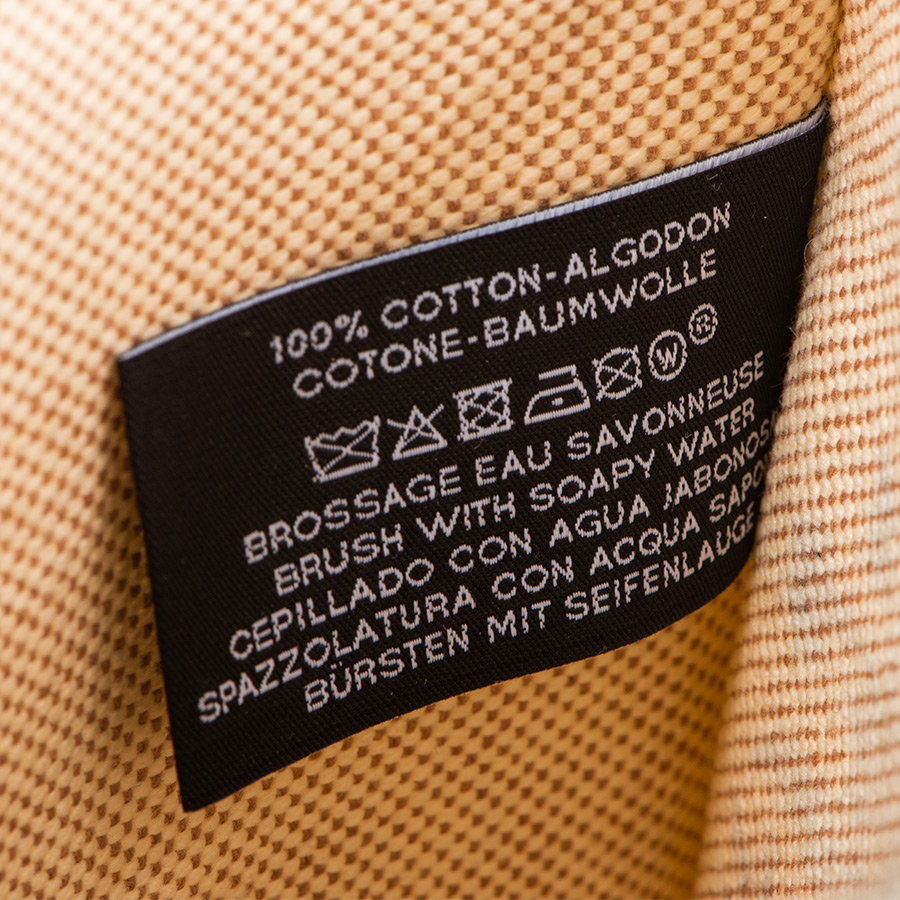 100% COTTON-ALGODON
COTONE-BAUMWOLLE
W R
BROSSAGE EAU SAVONNEUSE
BRUSH WITH SOAPY WATER
CEPILLADO CON AGUA
SPAZZOLATURA CON ACQUA
BÜRSTEN MIT SEIFENLAUGE